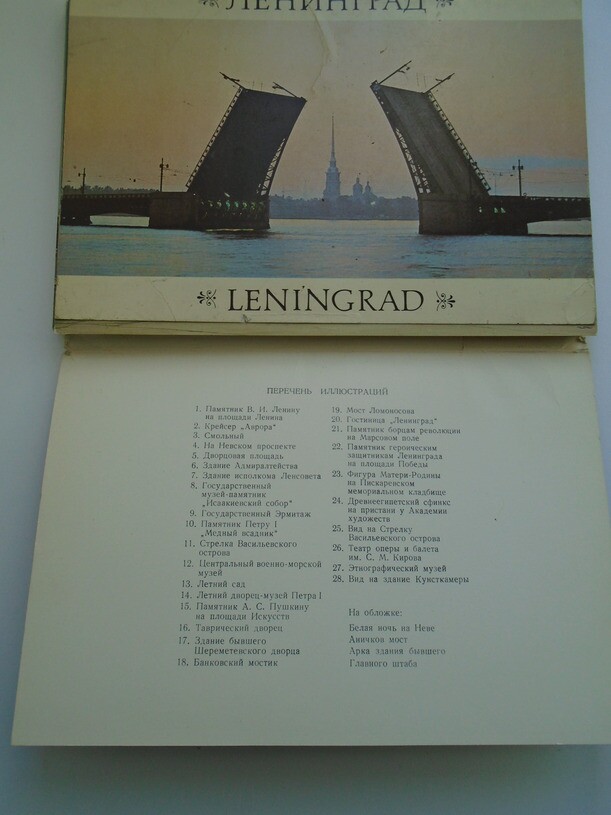 ЛЕНИНГРАД
LENINGRAD
ПЕРЕЧЕНЬ ИЛЛЮСТРАЦИЙ
1. Памятник В. И. Ленину
на площади Ленина
2. Крейсер „Аврора"
3. Смольный
4. На Невском проспекте
5. Дворцовая площадь
6. Здание Адмиралтейства
7. Здание исполкома Ленсовета
8. Государственный
музей-памятник
„Исаакиевский собор"
9. Государственный Эрмитаж
10. Памятник Петру I
„Медный всадник"
11. Стрелка Васильевского
острова
12. Центральный военно-морской
музей
13. Летний сад
14. Летний дворец-музей Петра I
15. Памятник А. С. Пушкину
на площади Искусств
16. Таврический дворец
17. Здание бывшего
Шереметевского дворца
18. Банковский мостик
19. Мост Ломоносова
20. Гостиница „Ленинград"
21. Памятник борцам революции
на Марсовом поле
22. Памятник героическим
защитникам Ленинграда
на площади Победы
23. Фигура Матери-Родины
на Пискаревском
мемориальном кладбище
24. Древнеегипетский сфинкс
на пристани у Академии
художеств
25. Вид на Стрелку
Васильевского острова
26. Театр оперы и балета
им. С. М. Кирова
27. Этнографический музей
28. Вид на здание Кунсткамеры
На обложке:
Белая ночь на Неве
Аничков мост
Арка здания бывшего
Главного штаба